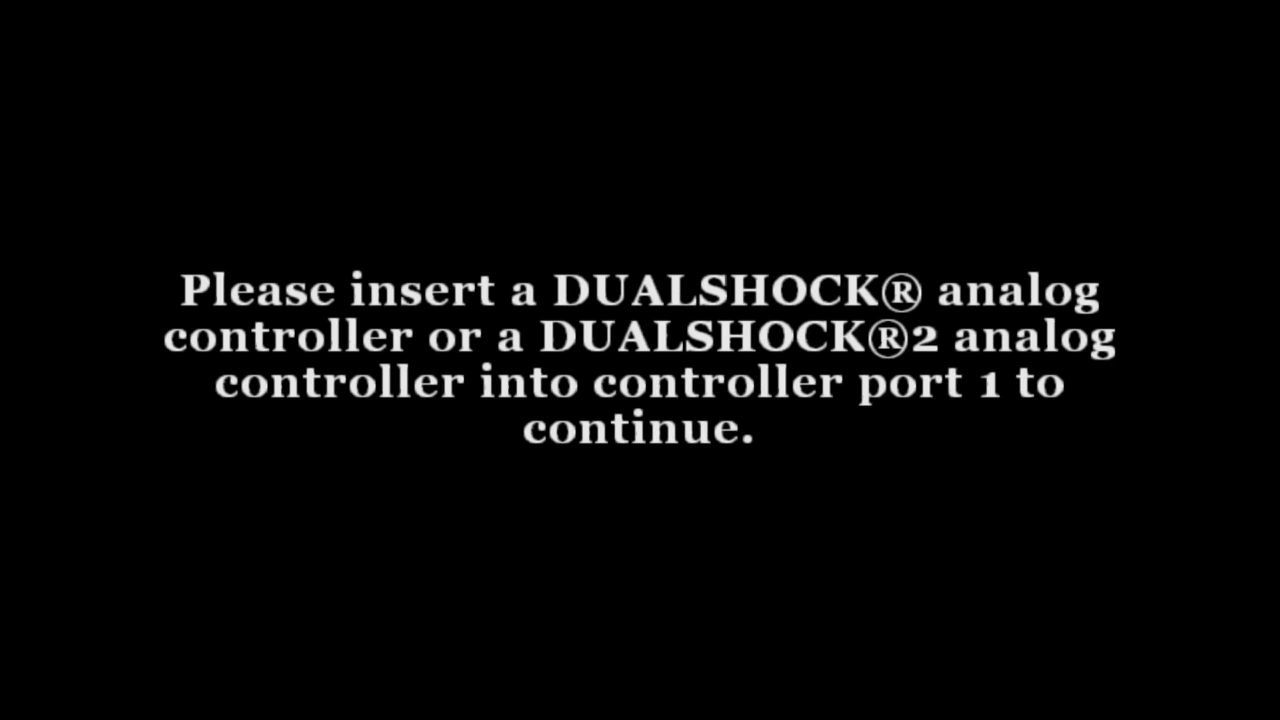 Please insert a DUALSHOCK® analog
controller or a DUALSHOCK®2 analog
controller into controller port 1 to
continue.